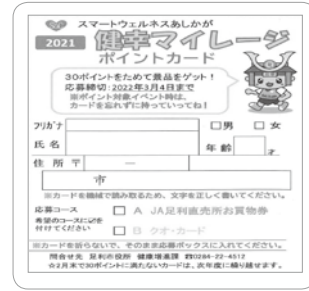 スマートウェルネスあしかが
2021 健幸マイレージ
ポイントカード
30ポイントをためて景品をゲット!
応募締切:2022年3月4日まで
※ポイント対象イベント時は、
カードを忘れずに持っていってね!
フリガナ □男 □女
氏名 年齢 才
住所 〒 ―
市
※カードを機械で読み取るため、文字を正しく書いてください。
応募コース □ A JA足利直売所お買物券
希望のコースに☑を
付けてください □ B クオ・カード
※カードを折らないで、そのまま応募ボックスに入れてください。
問合せ先 足利市役所 健康増進課 ☎0284-22-4512
☆2月末で30ポイントに満たないカードは、次年度に繰り越せます。